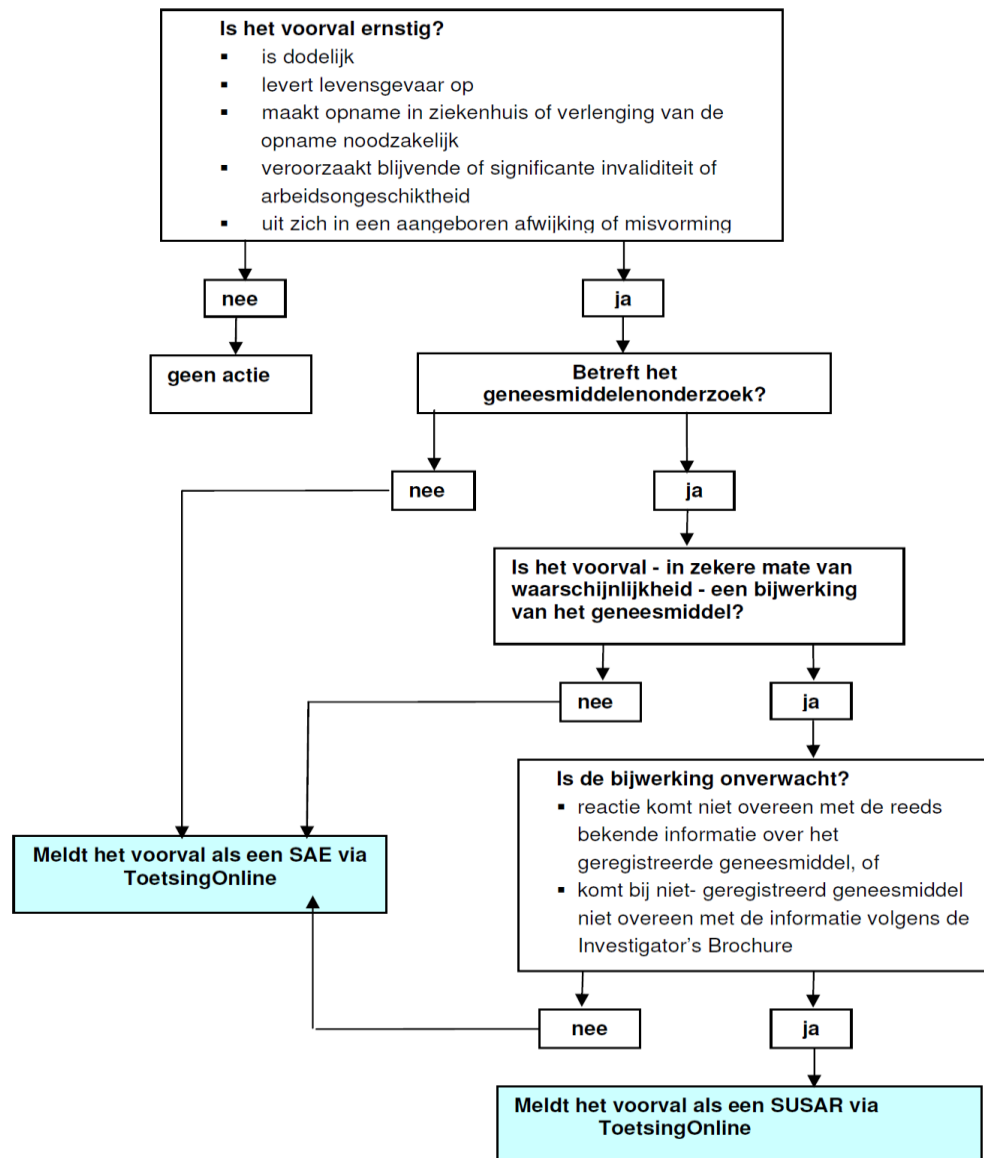 Is het voorval ernstig?
▪ is dodelijk
▪ levert levensgevaar op
▪ maakt opname in ziekenhuis of verlenging van de
opname noodzakelijk
▪ veroorzaakt blijvende of significante invaliditeit of
arbeidsongeschiktheid
▪ uit zich in een aangeboren afwijking of misvorming
nee
ja
geen actie
Betreft het
geneesmiddelenonderzoek?
nee
ja
Is het voorval - in zekere mate van
waarschijnlijkheid - een bijwerking
van het geneesmiddel?
nee
ja
Is de bijwerking onverwacht?
▪ reactie komt niet overeen met de reeds
bekende informatie over het
geregistreerde geneesmiddel, of
▪ komt bij niet- geregistreerd geneesmiddel
niet overeen met de informatie volgens de
Investigator's Brochure
Meldt het voorval als een SAE via
ToetsingOnline
nee
ja
Meldt het voorval als een SUSAR via
ToetsingOnline